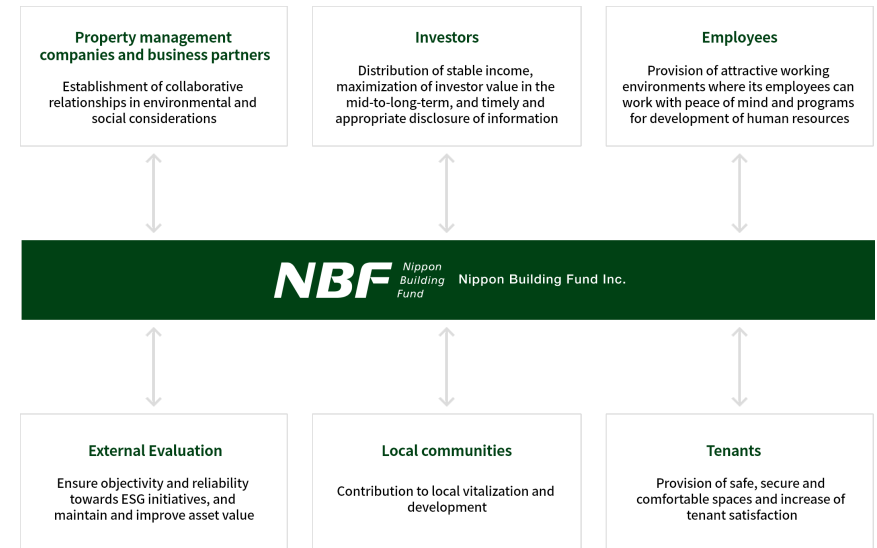 Property management
companies and business partners
Establishment of collaborative
relationships in environmental and
social considerations
Investors
Distribution of stable income,
maximization of investor value in the
mid-to-long-term, and timely and
appropriate disclosure of information
Employees
Provision of attractive working
environments where its employees can
work with peace of mind and programs
for development of human resources
NBF
Nippon
Building
Fund
Nippon Building Fund Inc.
External Evaluation
Ensure objectivity and reliability
towards ESG initiatives, and
maintain and improve asset value
Local communities
Contribution to local vitalization and
development
Tenants
Provision of safe, secure and
comfortable spaces and increase of
tenant satisfaction